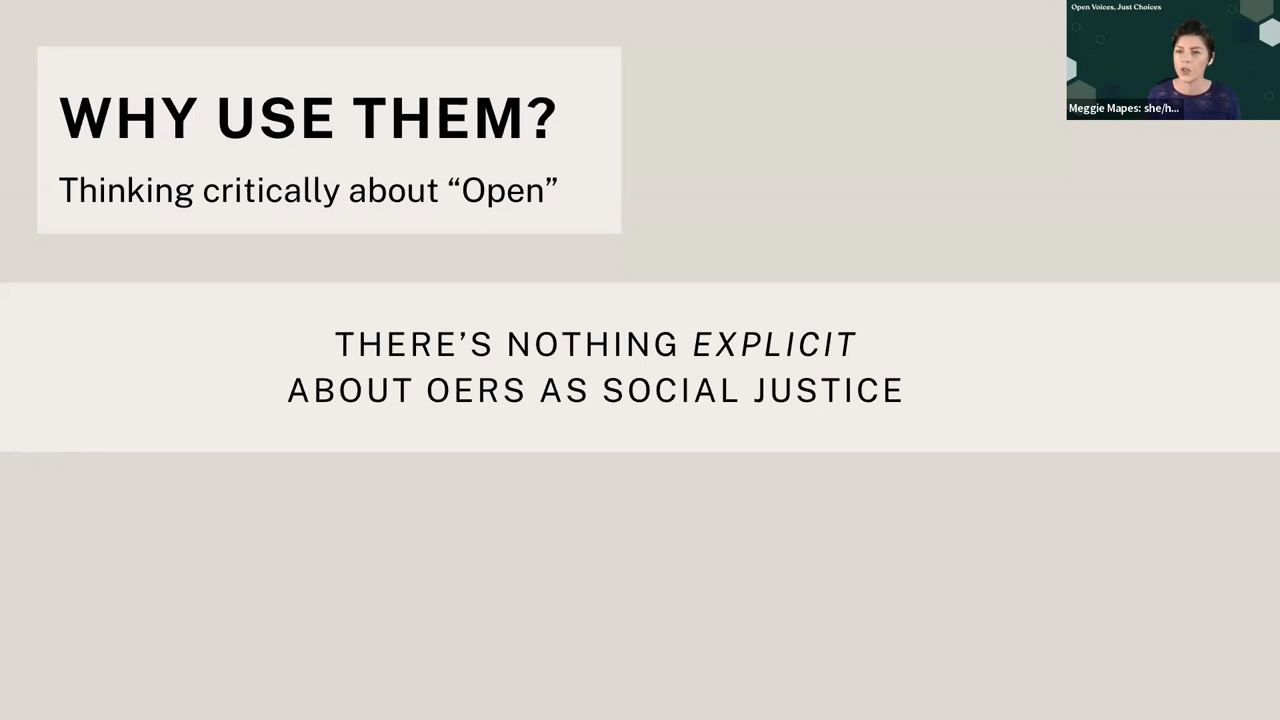 Open Voices, Just Choices
Meggie Mapes: she/h...
WHY USE THEM?
Thinking critically about “Open”
THERE’S NOTHING EXPLICIT
ABOUT OERS AS SOCIAL JUSTICE